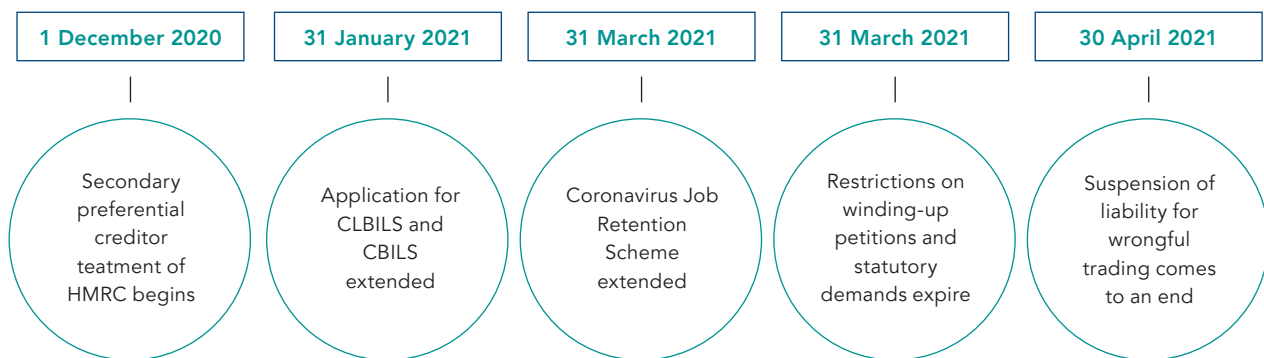 1 December 2020
Secondary
preferential
creditor
teatment of
HMRC begins
31 January 2021
Application for
CLBILS and
CBILS
extended
31 March 2021
Coronavirus Job
Retention
Scheme
extended
31 March 2021
Restrictions on
winding-up
petitions and
statutory
demands expire
30 April 2021
Suspension of
liability for
wrongful
trading comes
to an end